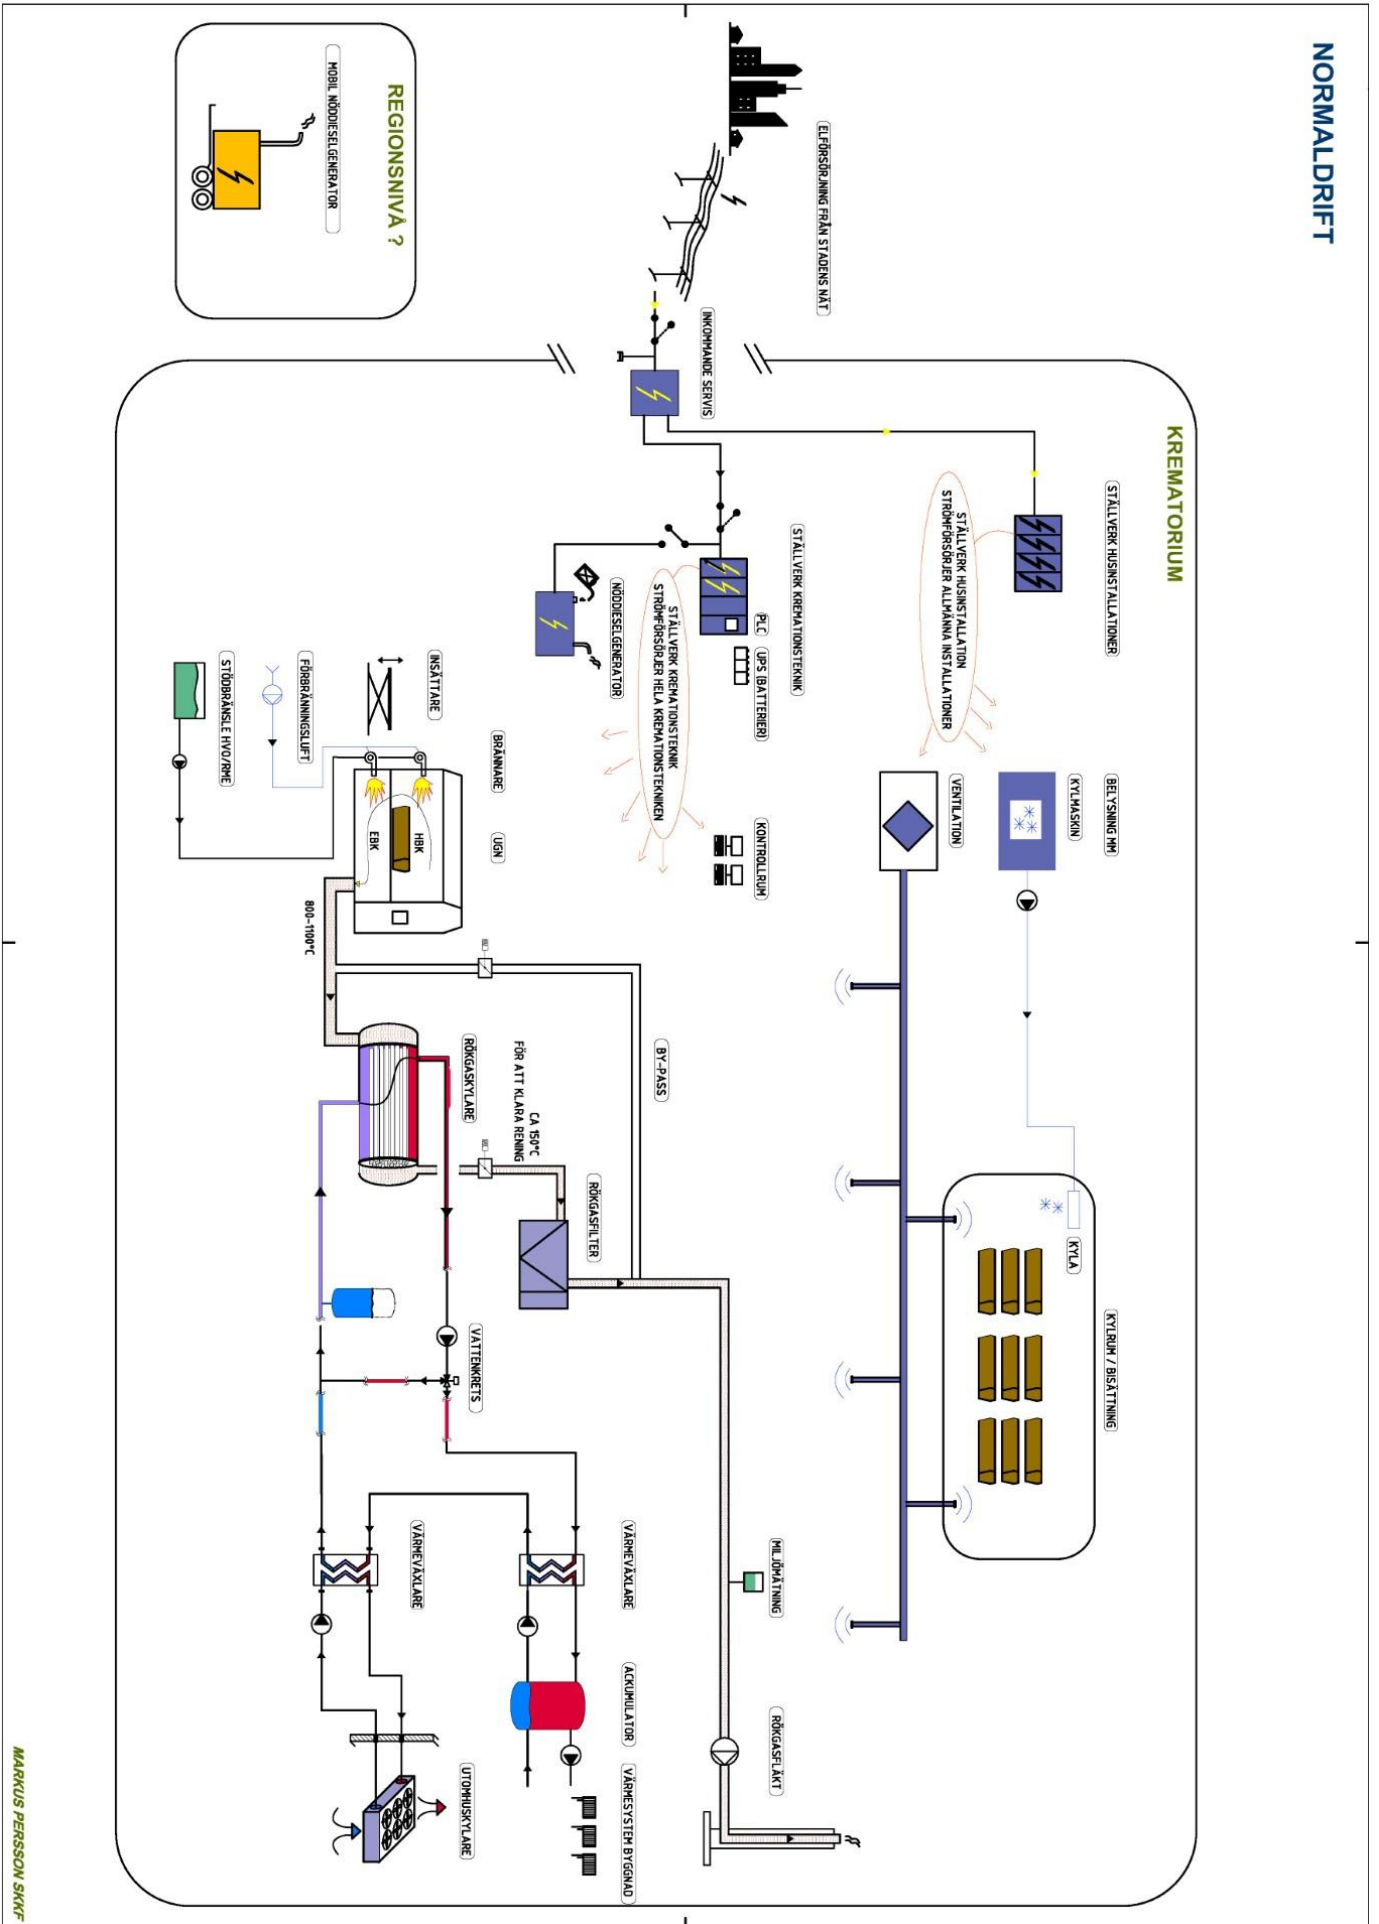 NORMALDRIFT
ELFÖRSÖRJNING FRÅN STADENS NÄT
REGIONSNIVÅ ?
MOBIL NÖDDIESELGENERATOR
KREMATORIUM
INKOMMANDE SERVIS
STÄLLVERK HUSINSTALLATIONER
STÄLLVERK HUSINSTALLATION
STRÖMFÖRSÖRJER ALLMÄNNA INSTALLATIONER
STÄLLVERK KREMATIONSTEKNIK
PLC
UPS (BATTERIER)
NÖDDIESELGENERATOR
STÄLLVERK KREMATIONSTEKNIK
STRÖMFÖRSÖRJER HELA KREMATIONSTEKNIKEN
KONTROLLRUM
BELYSNING MM
KYLMASKIN
VENTILATION
KYLA
KYLRUM / BISÄTTNING
INSÄTTARE
FÖRBRÄNNINGSLUFT
STÖDBRÄNSLE HVO/RME
BRÄNNARE
UGN
HBK
EBK
800-1100°C
BY-PASS
RÖKGASKYLARE
CA 150°C
FÖR ATT KLARA RENING
RÖKGASFILTER
VATTENKRETS
VÄRMEVÄXLARE
VÄRMEVÄXLARE
MILJÖMÄTNING
ACKUMULATOR
RÖKGASFLÄKT
VÄRMESYSTEM BYGGNAD
UTOMHUSKYLARE
MARKUS PERSSON SKKF